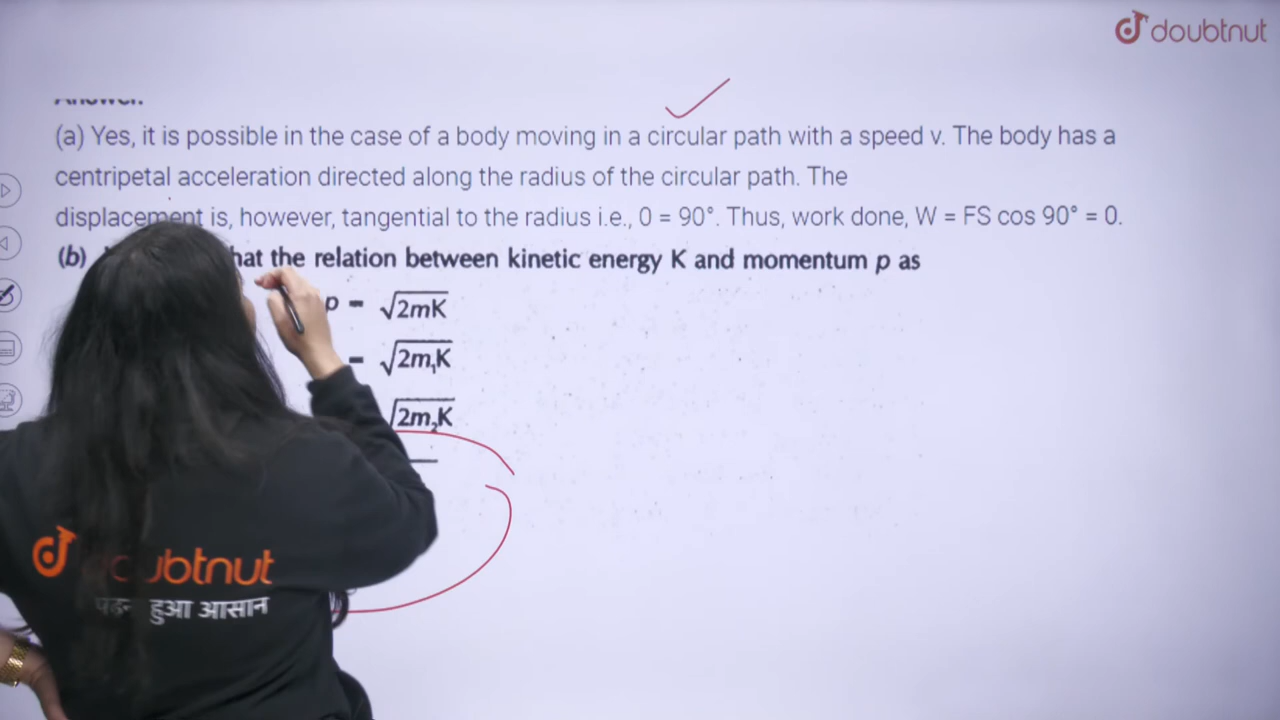 doubtnut
Answer:
(a) Yes, it is possible in the case of a body moving in a circular path with a speed v. The body has a
centripetal acceleration directed along the radius of the circular path. The
displacement is, however, tangential to the radius i.e., 0 = 90°. Thus, work done, W = FS cos 90° = 0.
(b) hat the relation between kinetic energy K and momentum p as
p = √2mK
= √2m₁K
√2m₂K
doubtnut
हुआ आसान